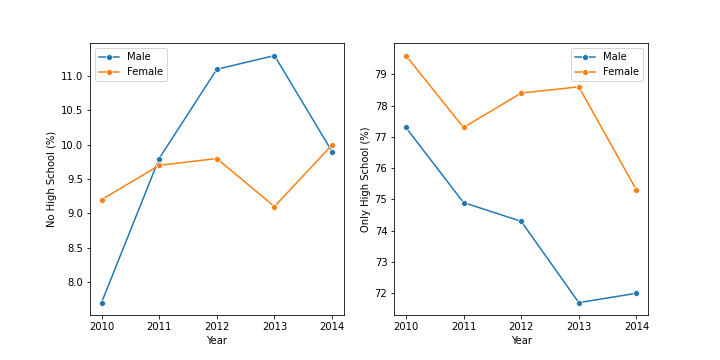 Male
Female
11.0
10.5
10.0
9.5
9.0
8.5
8.0
No High School (%)
2010 2011 2012 2013 2014
Year
Male
Female
79
78
77
76
75
74
73
72
Only High School (%)
2010 2011 2012 2013 2014
Year